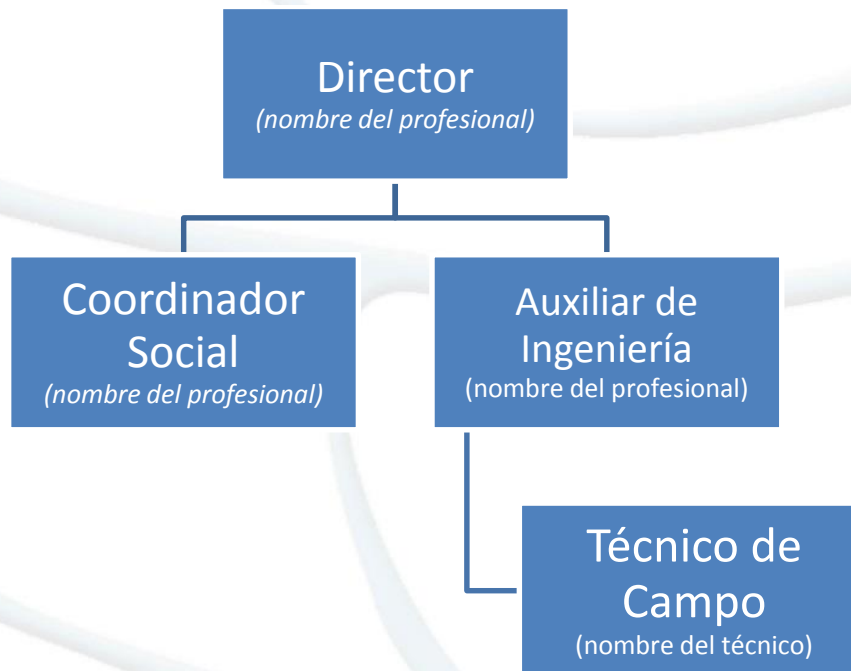 Director
(nombre del profesional)
Coordinador
Social
(nombre del profesional)
Auxiliar de
Ingeniería
(nombre del profesional)
Técnico de
Campo
(nombre del técnico)